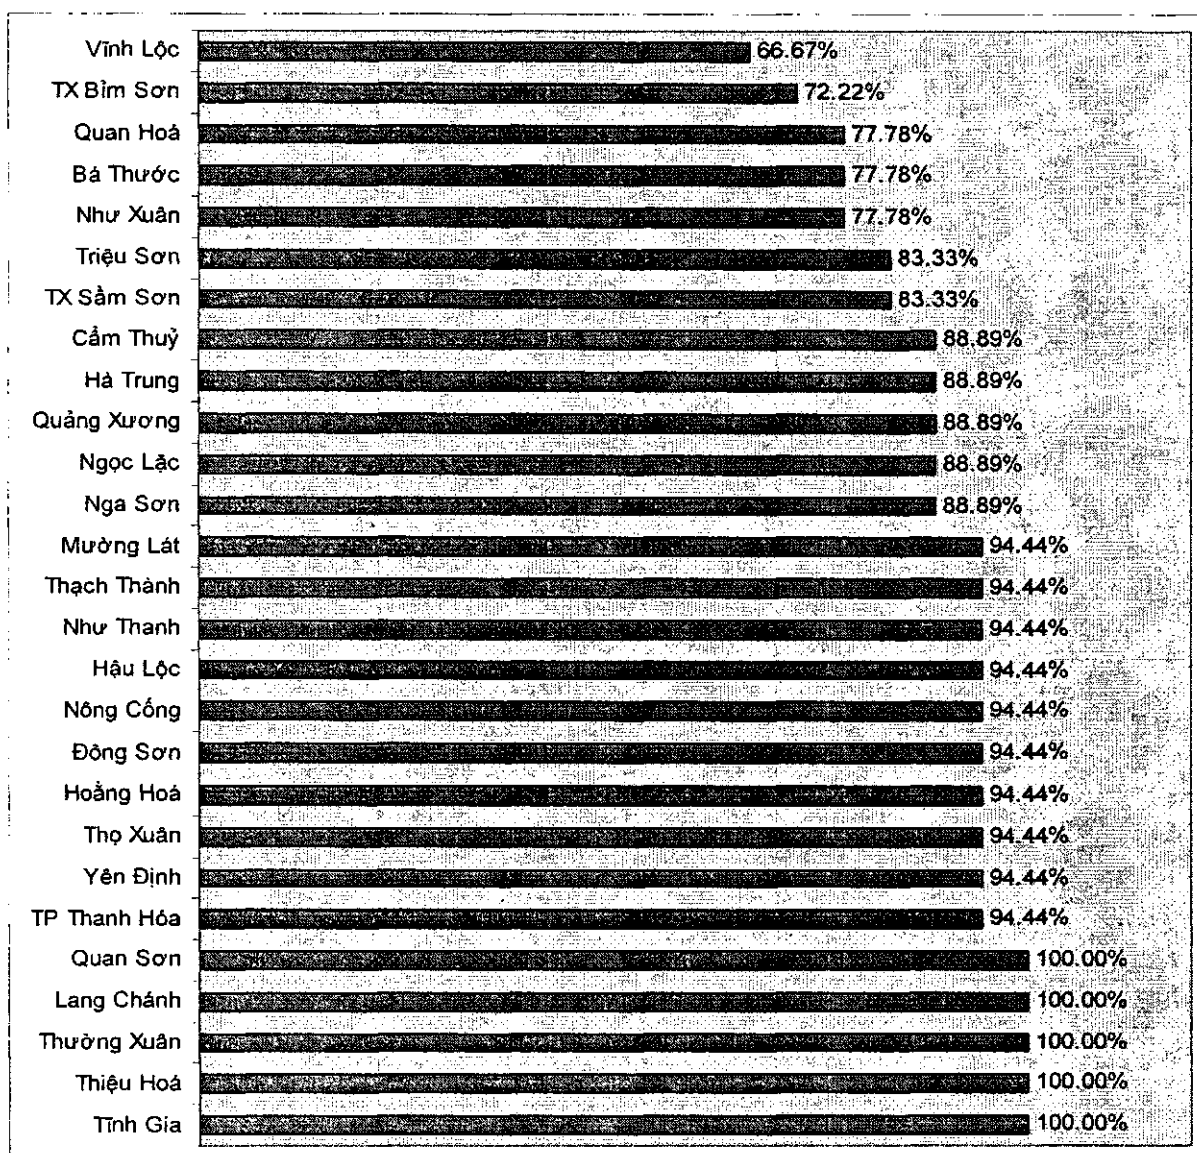 Vĩnh Lộc 66.67%
TX Bỉm Sơn 72.22%
Quan Hoá 77.78%
Bá Thước 77.78%
Như Xuân 77.78%
Triệu Sơn 83.33%
TX Sầm Sơn 83.33%
Cẩm Thuỷ 88.89%
Hà Trung 88.89%
Quảng Xương 88.89%
Ngọc Lặc 88.89%
Nga Sơn 88.89%
Mường Lát 94.44%
Thạch Thành 94.44%
Như Thanh 94.44%
Hậu Lộc 94.44%
Nông Cống 94.44%
Đông Sơn 94.44%
Hoằng Hoá 94.44%
Thọ Xuân 94.44%
Yên Định 94.44%
TP Thanh Hóa 94.44%
Quan Sơn 100.00%
Lang Chánh 100.00%
Thường Xuân 100.00%
Thiệu Hoá 100.00%
Tĩnh Gia 100.00%